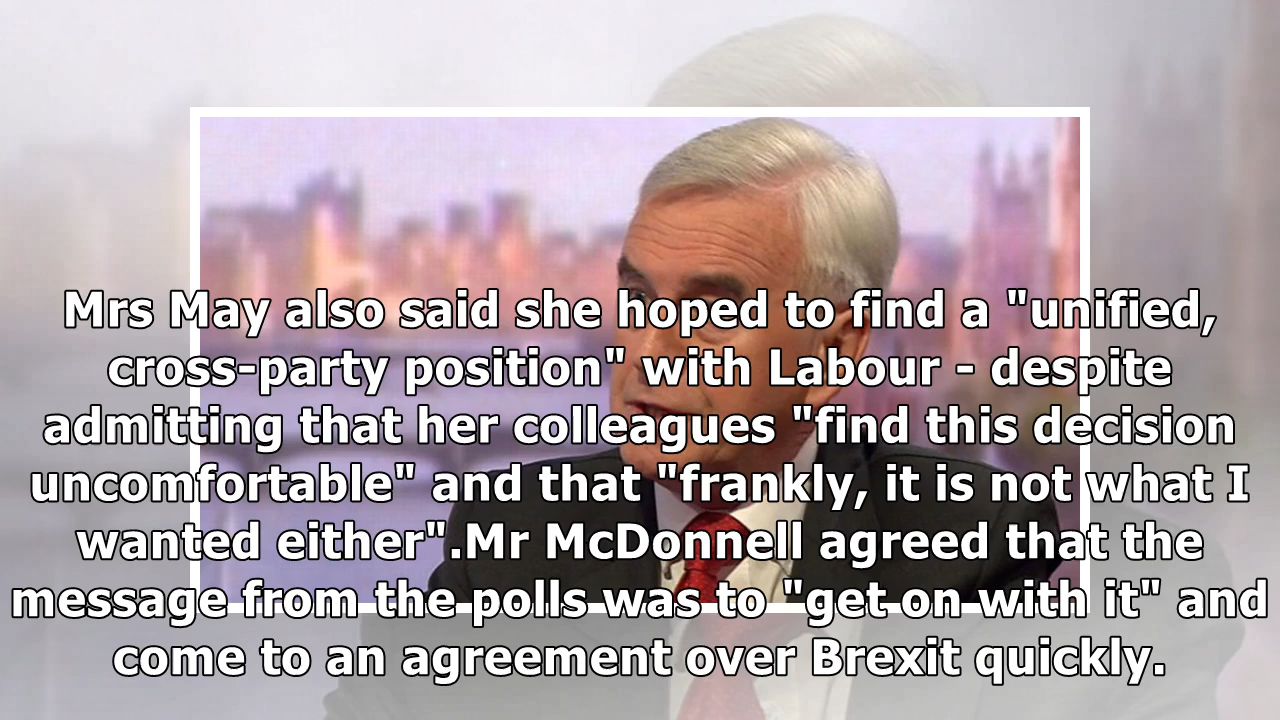 Mrs May also said she hoped to find a "unified,
cross-party position" with Labour - despite
admitting that her colleagues "find this decision
uncomfortable" and that "frankly, it is not what I
wanted either".Mr McDonnell agreed that the
message from the polls was to "get on with it" and
come to an agreement over Brexit quickly.